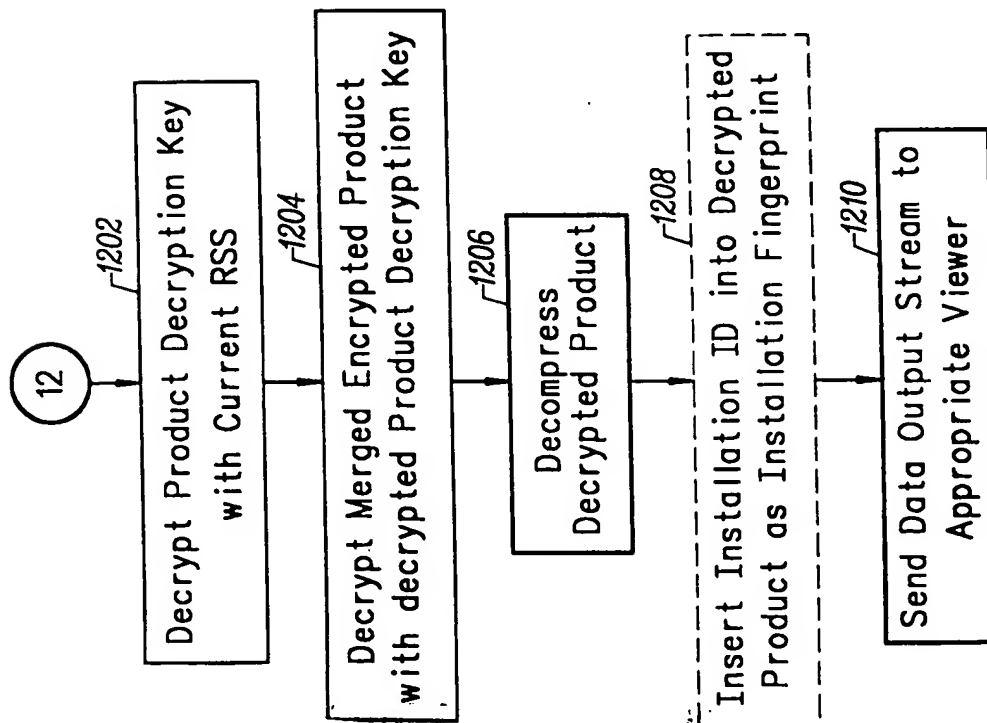 12
1202
Decrypt Product Decryption Key
with Current RSS
1204
Decrypt Merged Encrypted Product
with decrypted Product Decryption Key
1206
Decompress
Decrypted Product
1208
Insert Installation ID into Decrypted
Product as Installation Fingerprint
1210
Send Data Output Stream to
Appropriate Viewer